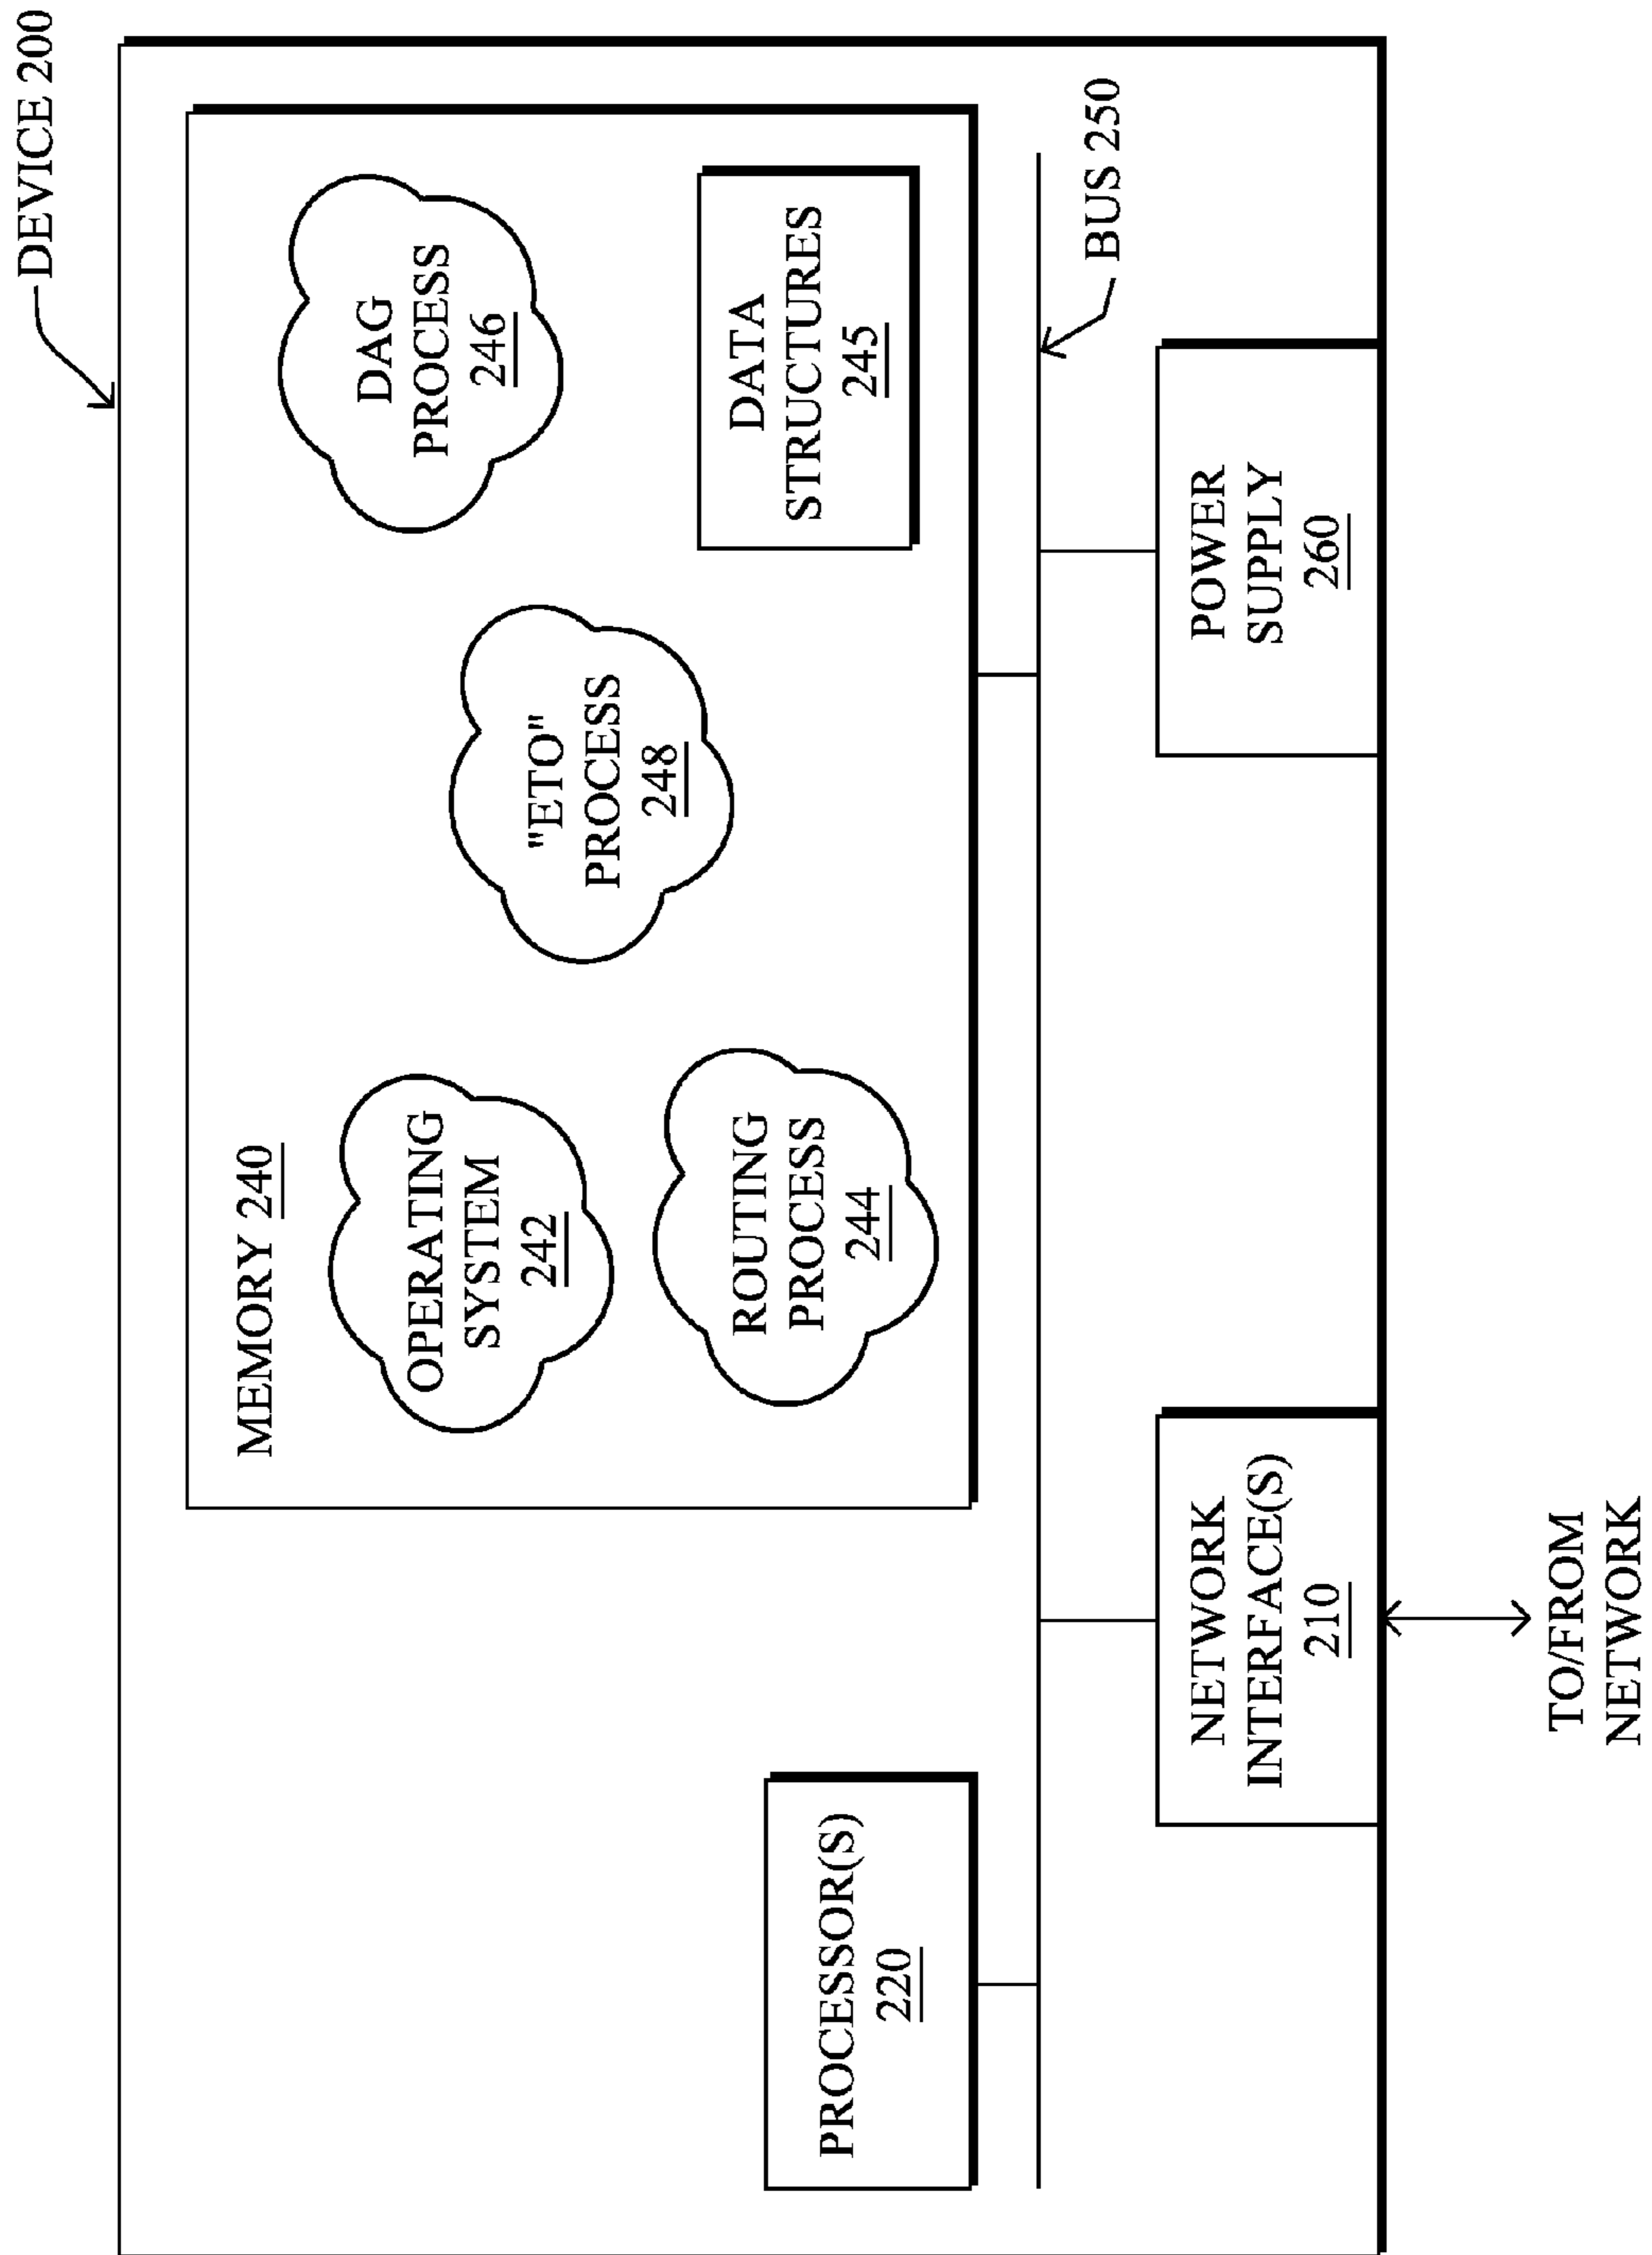 DEVICE 200
MEMORY 240
OPERATING
SYSTEM
242
ROUTING
PROCESS
244
"ETO"
PROCESS
248
DAG
PROCESS
246
DATA
STRUCTURES
245
PROCESSOR(S)
220
BUS 250
NETWORK
INTERFACE(S)
210
POWER
SUPPLY
260
TO/FROM
NETWORK